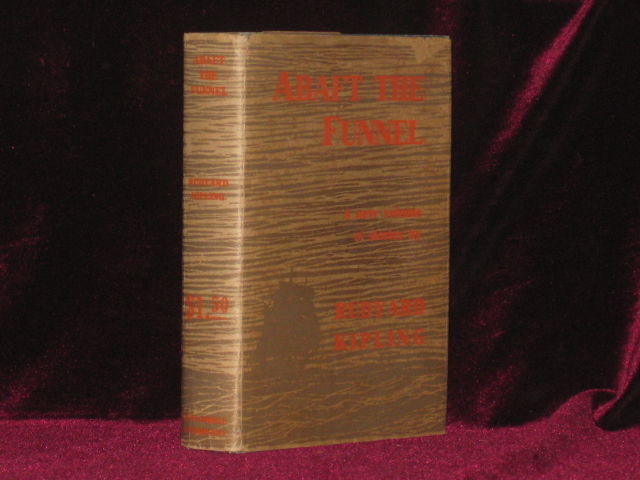 ABAFT
THE
FUNNEL
RUDYARD
KIPLING
$1.50
ABAFT THE
FUNNEL
RUDYARD
KIPLING